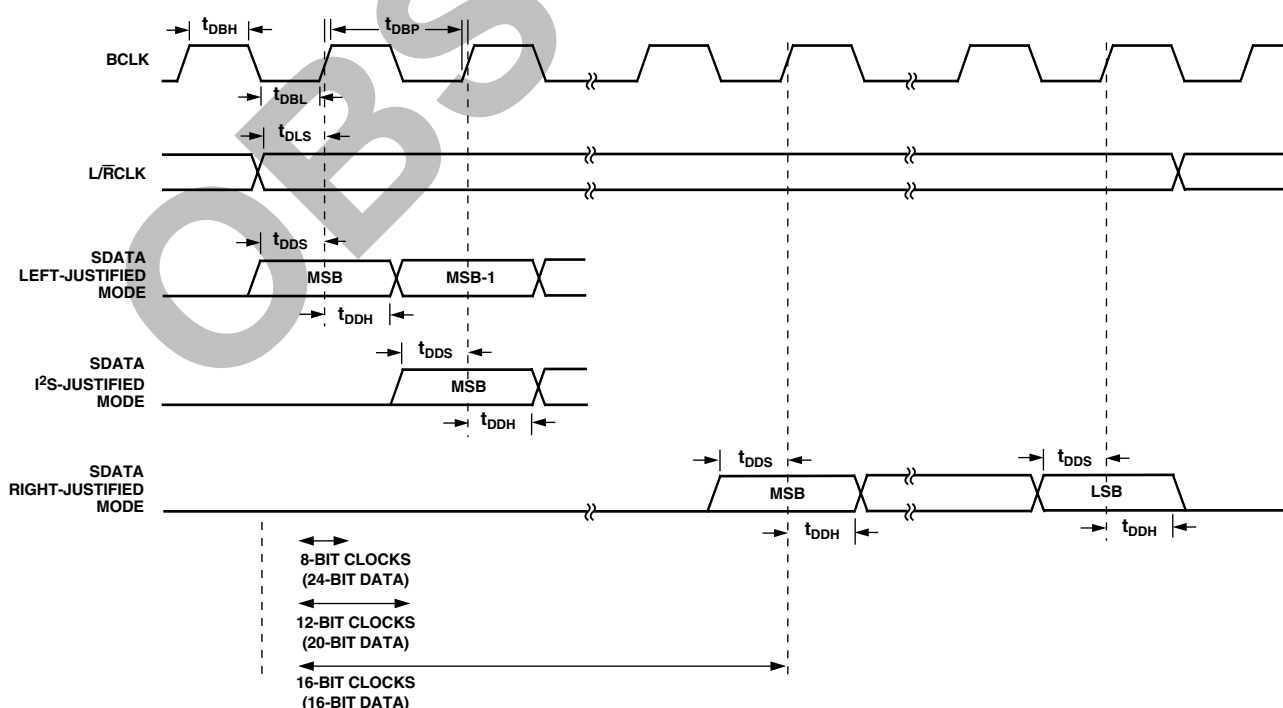 tDBH
tDBP
BCLK
tDBL
tDLS
L/R̅CLK
tDDS
SDATA
LEFT-JUSTIFIED
MODE
MSB
MSB-1
tDDH
SDATA
I²S-JUSTIFIED
MODE
tDDS
MSB
tDDH
SDATA
RIGHT-JUSTIFIED
MODE
tDDS
MSB
tDDH
tDDS
LSB
tDDH
8-BIT CLOCKS
(24-BIT DATA)
12-BIT CLOCKS
(20-BIT DATA)
16-BIT CLOCKS
(16-BIT DATA)
OBS